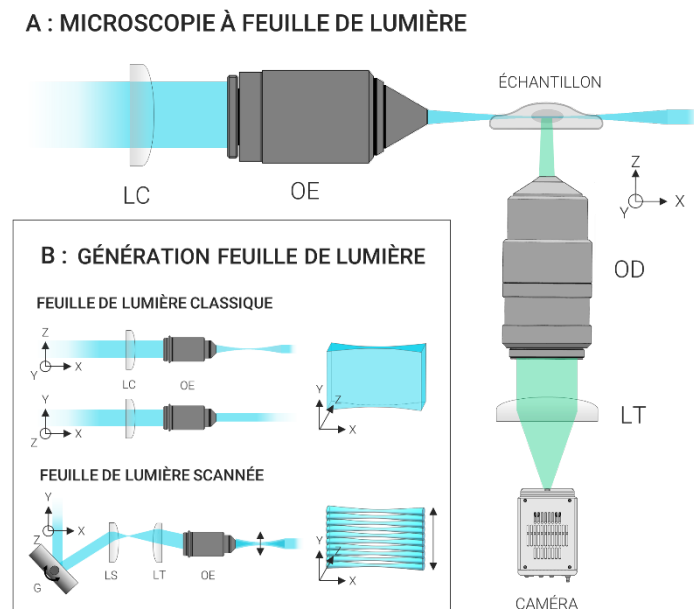 A : MICROSCOPIE À FEUILLE DE LUMIÈRE
ÉCHANTILLON
LC
OE
Z
Y
X
OD
LT
CAMÉRA
B : GÉNÉRATION FEUILLE DE LUMIÈRE
FEUILLE DE LUMIÈRE CLASSIQUE
Z
Y
X
LC
OE
Y
Z
X
Y
Z
X
FEUILLE DE LUMIÈRE SCANNÉE
Y
X
Z
G
LS
LT
OE
Y
Z
X